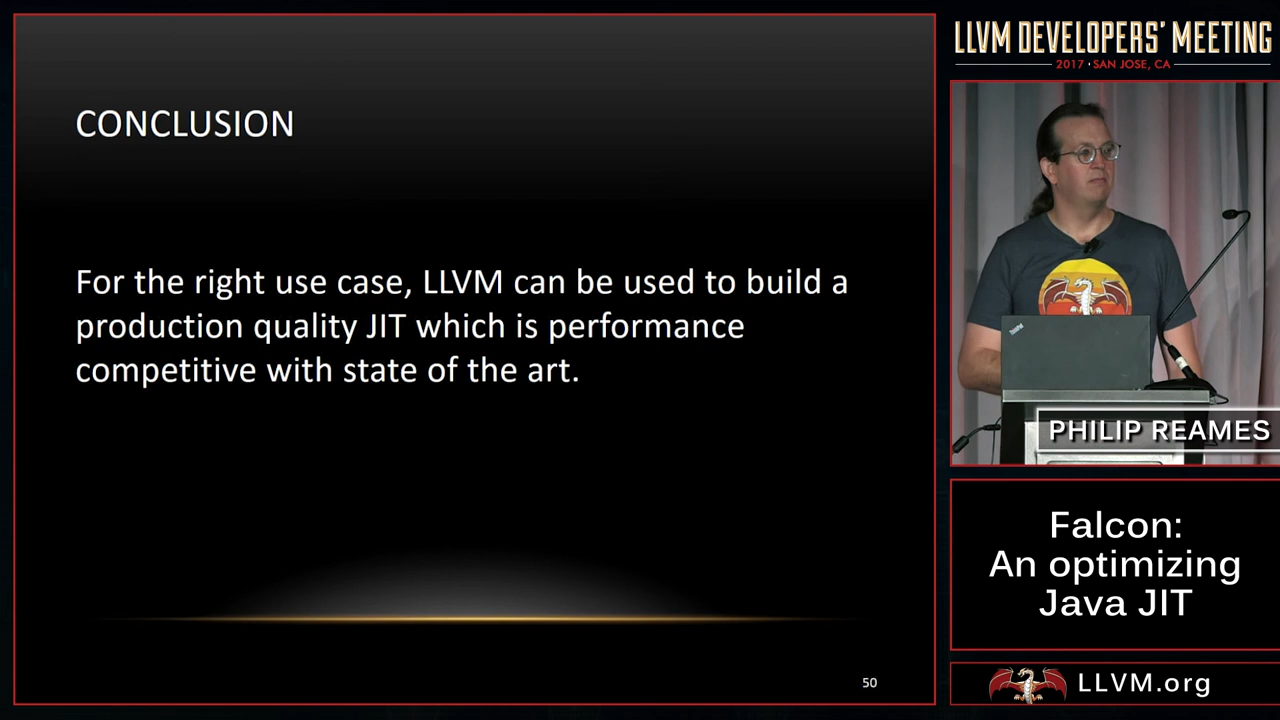 CONCLUSION
For the right use case, LLVM can be used to build a
production quality JIT which is performance
competitive with state of the art.
50
LLVM DEVELOPERS' MEETING
2017 · SAN JOSE, CA
ThinkPad
PHILIP REAMES
Falcon:
An optimizing
Java JIT
LLVM.org